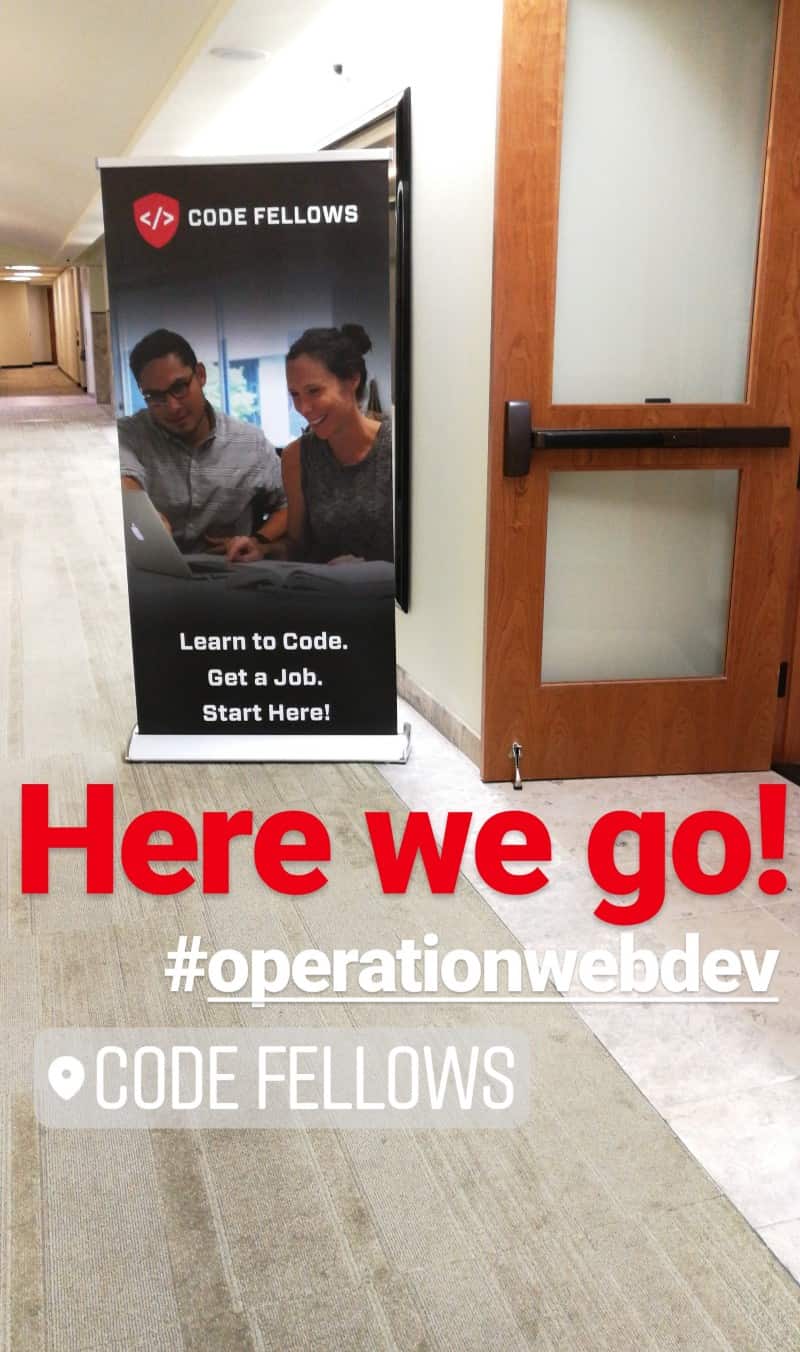 </> CODE FELLOWS
Learn to Code.
Get a Job.
Start Here!
Here we go!
#operationwebdev
CODE FELLOWS